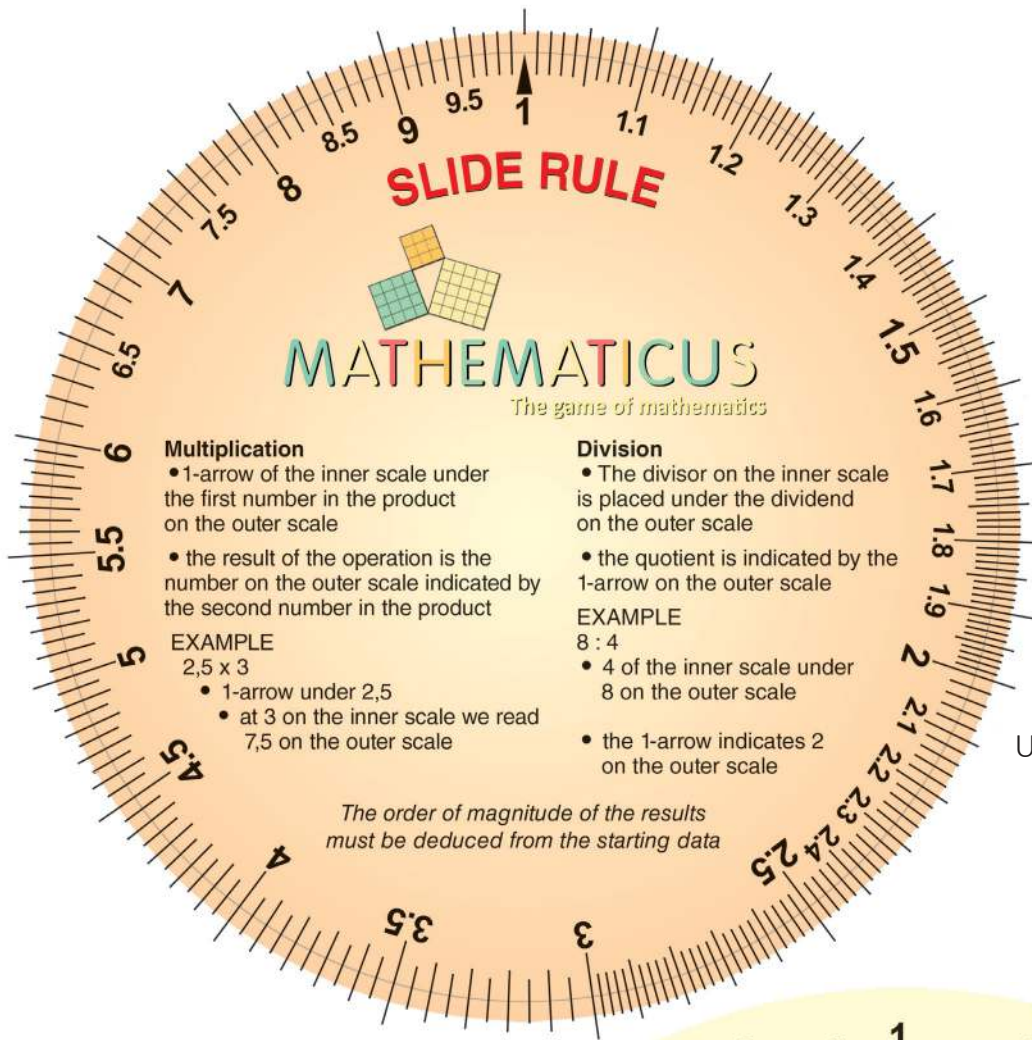 1
1.1
1.2
1.3
1.4
1.5
1.6
1.7
1.8
1.9
2
2.1
2.2
2.3
2.4
2.5
3
3.5
4
4.5
5
5.5
6
6.5
7
7.5
8
8.5
9
9.5
SLIDE RULE
MATHEMATICUS
The game of mathematics
Multiplication
• 1-arrow of the inner scale under
the first number in the product
on the outer scale
• the result of the operation is the
number on the outer scale indicated by
the second number in the product
EXAMPLE
2,5 x 3
• 1-arrow under 2,5
• at 3 on the inner scale we read
7,5 on the outer scale
Division
• The divisor on the inner scale
is placed under the dividend
on the outer scale
• the quotient is indicated by the
1-arrow on the outer scale
EXAMPLE
8 : 4
• 4 of the inner scale under
8 on the outer scale
• the 1-arrow indicates 2
on the outer scale
The order of magnitude of the results
must be deduced from the starting data
U
1